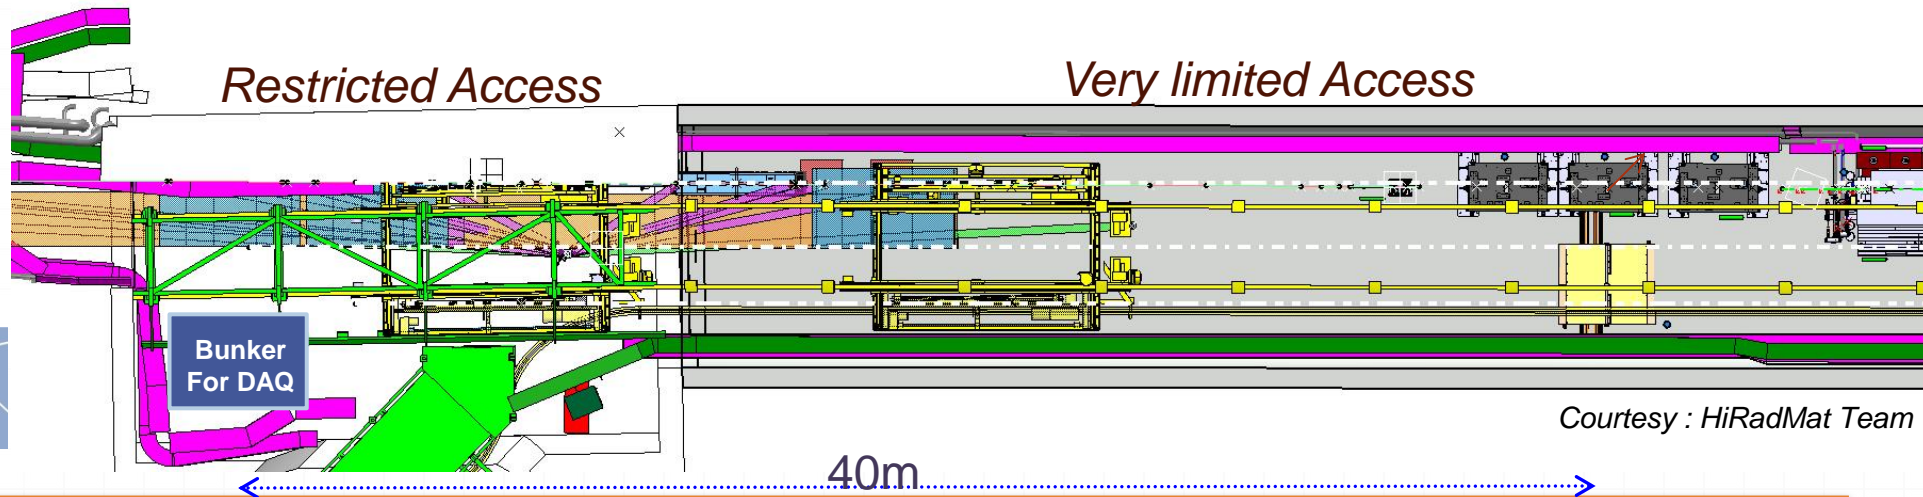 Restricted Access
Very limited Access
Bunker
For DAQ
Courtesy : HiRadMat Team
40m